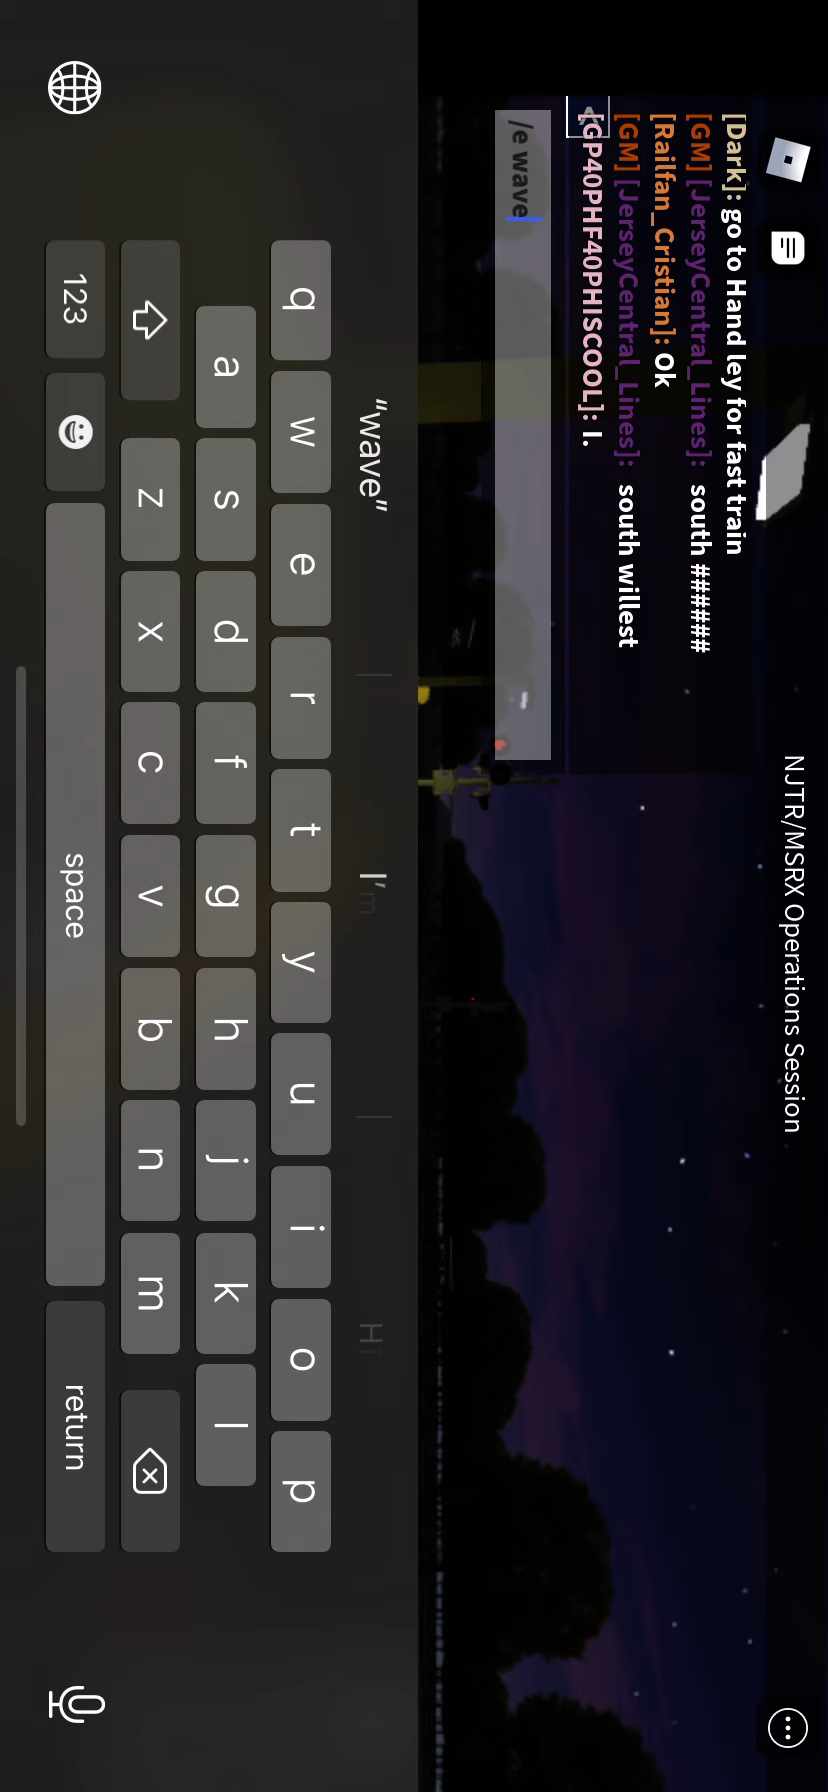 NJTR/MSRX Operations Session
[Dark]: go to Hand ley for fast train
[GM] [JerseyCentral_Lines]: south ######
[Railfan_Cristian]: Ok
[GM] [JerseyCentral_Lines]: south willest
[GP40PHF40PHISCOOL]: I.
/e wave
"wave" I'm Hi
q w e r t y u i o p
a s d f g h j k l
z x c v b n m
123 space return